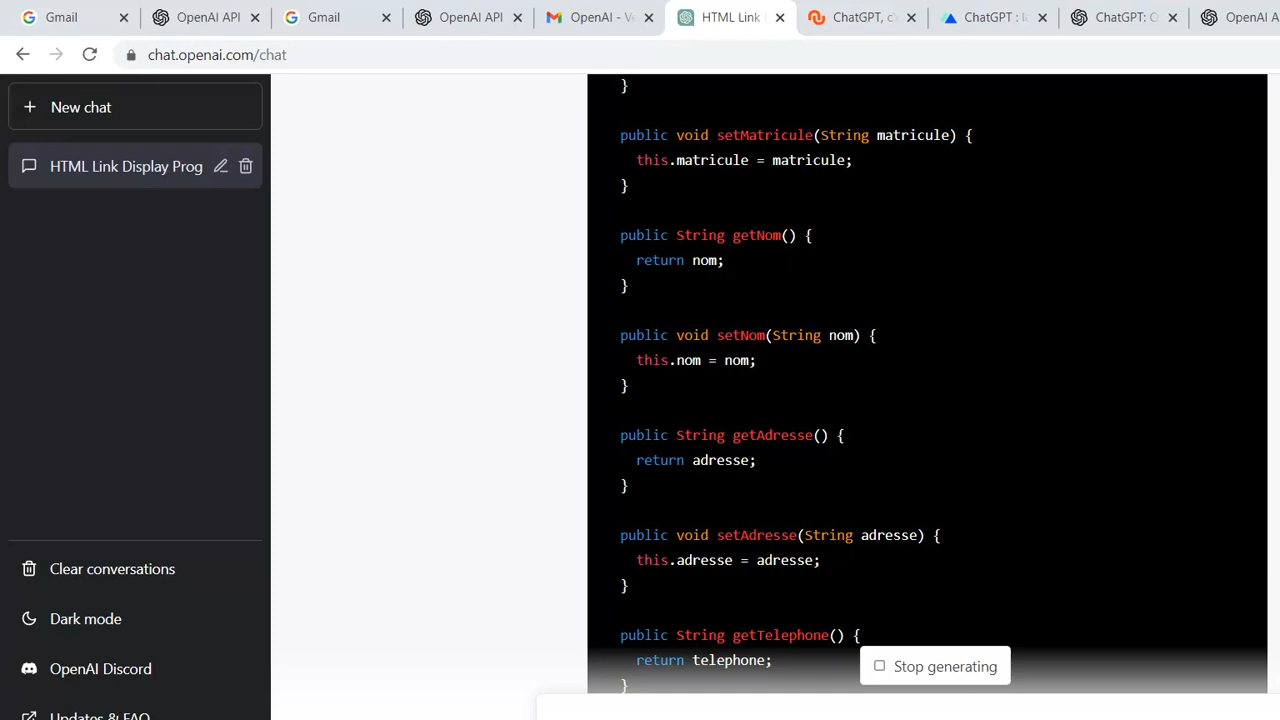 Gmail
OpenAI API
Gmail
OpenAI API
OpenAI - V
HTML Link
ChatGPT, c
ChatGPT : l
ChatGPT: O
OpenAI A
chat.openai.com/chat
New chat
HTML Link Display Prog
Clear conversations
Dark mode
OpenAI Discord
Updates & FAQ
}
public void setMatricule(String matricule) {
this.matricule = matricule;
}
public String getNom() {
return nom;
}
public void setNom(String nom) {
this.nom = nom;
}
public String getAdresse() {
return adresse;
}
public void setAdresse(String adresse) {
this.adresse = adresse;
}
public String getTelephone() {
return telephone;
}
Stop generating